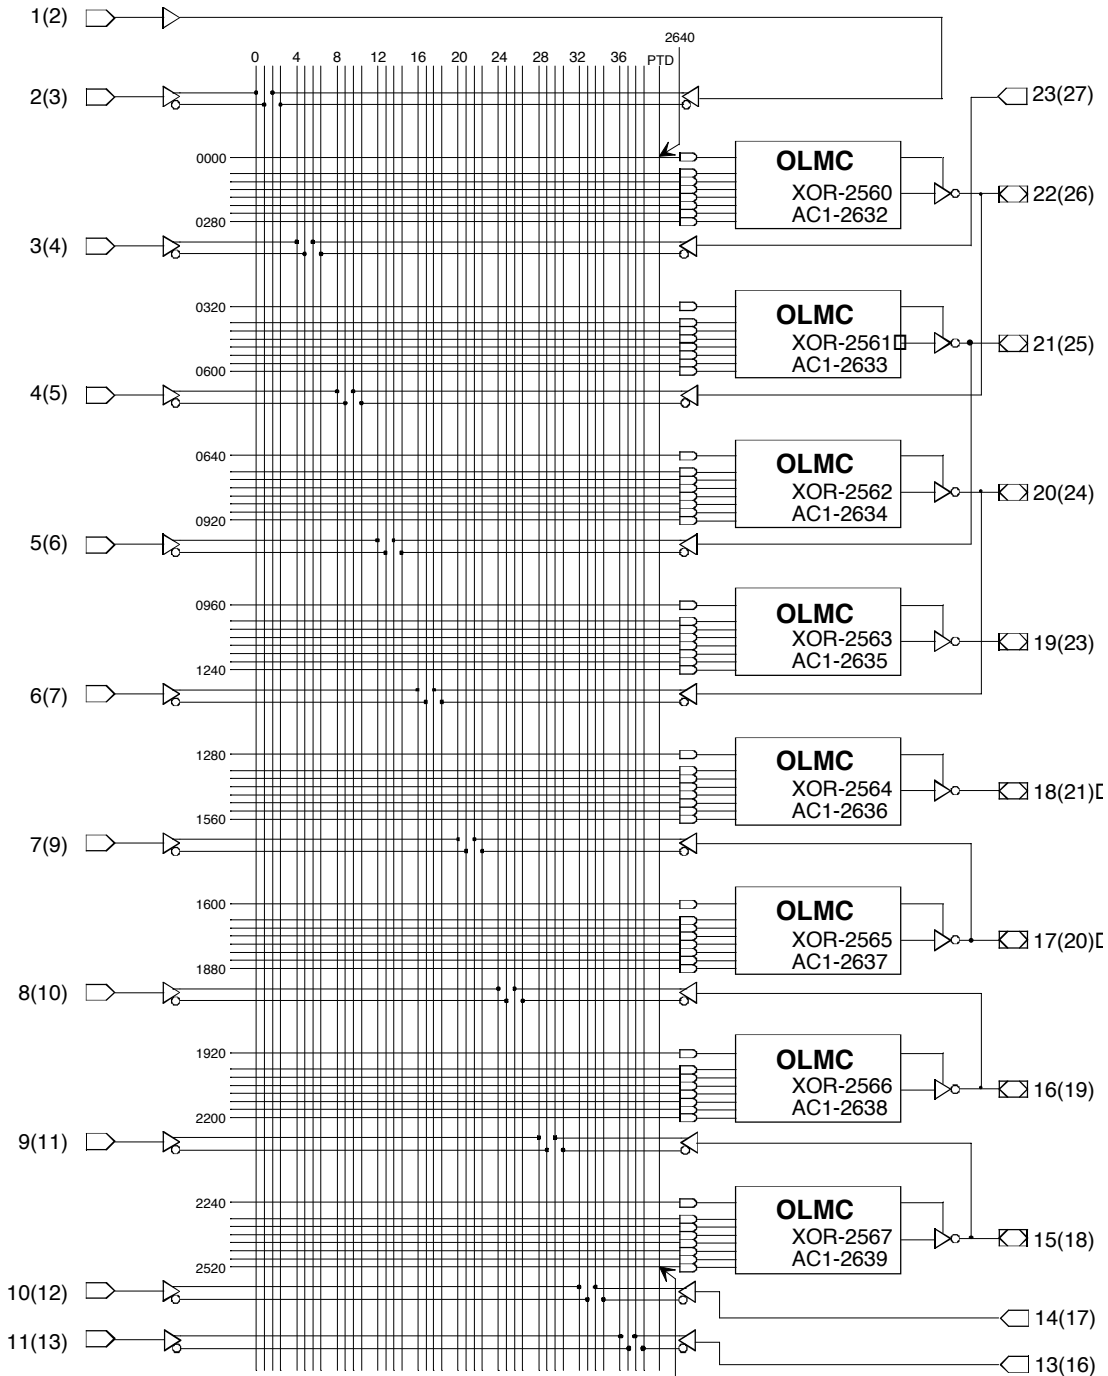 1(2)
2640
0 4 8 12 16 20 24 28 32 36 PTD
2(3)
23(27)
0000
OLMC
XOR-2560
22(26)
AC1-2632
0280
3(4)
0320
OLMC
XOR-2561
21(25)
AC1-2633
0600
4(5)
0640
OLMC
XOR-2562
20(24)
AC1-2634
0920
5(6)
0960
OLMC
XOR-2563
19(23)
AC1-2635
1240
6(7)
1280
OLMC
XOR-2564
18(21)
AC1-2636
1560
7(9)
1600
OLMC
XOR-2565
17(20)
AC1-2637
1880
8(10)
1920
OLMC
XOR-2566
16(19)
AC1-2638
2200
9(11)
2240
OLMC
XOR-2567
15(18)
AC1-2639
2520
10(12)
14(17)
11(13)
13(16)